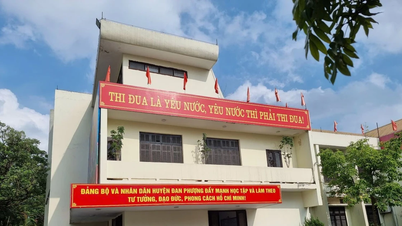 THI ĐUA LÀ YÊU NƯỚC, YÊU NƯỚC THÌ PHẢI THI ĐUA!
ĐẢNG BỘ VÀ NHÂN DÂN HUYỆN ĐAN PHƯỢNG ĐẨY MẠNH HỌC TẬP VÀ LÀM THEO
TƯ TƯỞNG, ĐẠO ĐỨC, PHONG CÁCH HỒ CHÍ MINH!